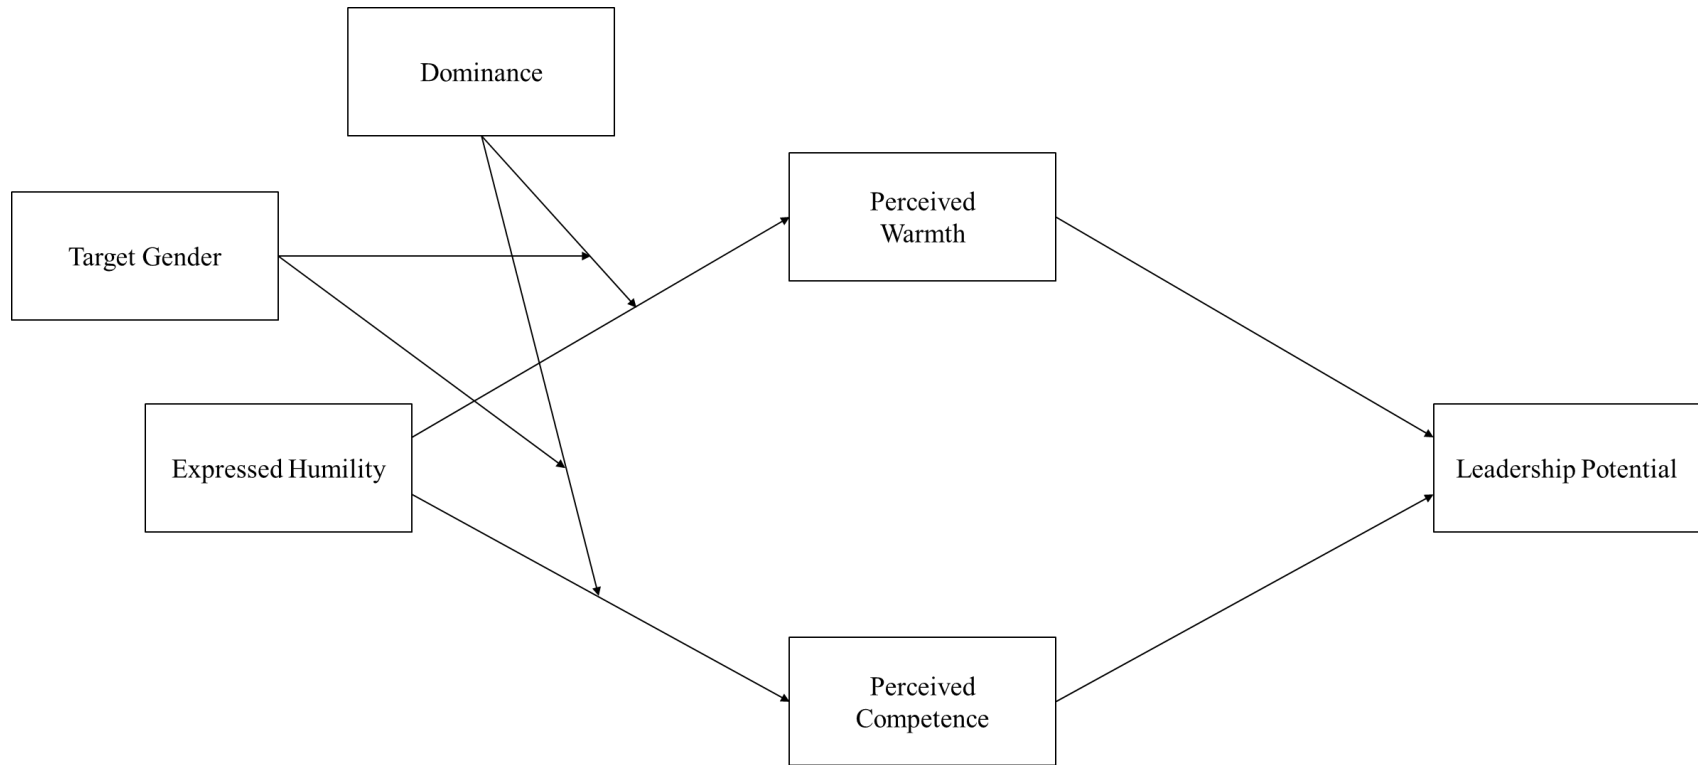 Dominance
Target Gender
Perceived
Warmth
Expressed Humility
Leadership Potential
Perceived
Competence